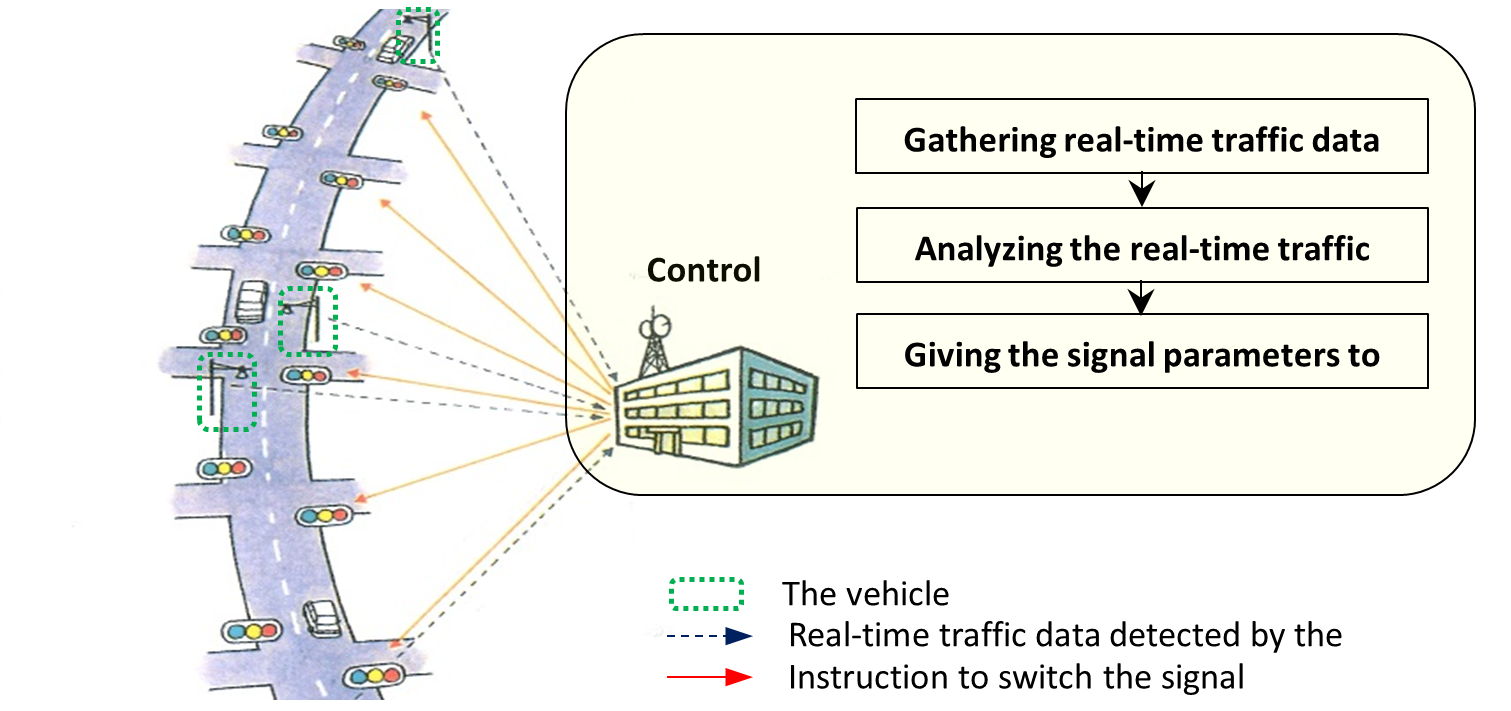 Gathering real-time traffic data
Analyzing the real-time traffic
Control
Giving the signal parameters to
The vehicle
Real-time traffic data detected by the
Instruction to switch the signal